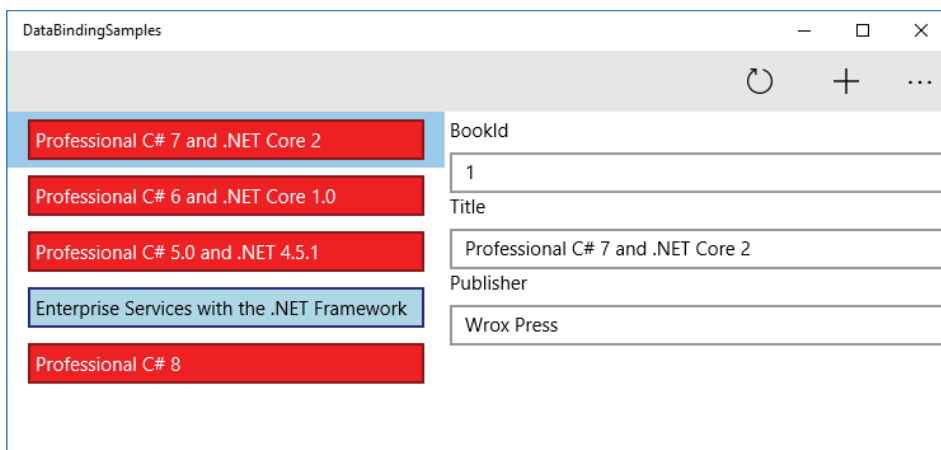 DataBindingSamples
Professional C# 7 and .NET Core 2
Professional C# 6 and .NET Core 1.0
Professional C# 5.0 and .NET 4.5.1
Enterprise Services with the .NET Framework
Professional C# 8
BookId
1
Title
Professional C# 7 and .NET Core 2
Publisher
Wrox Press